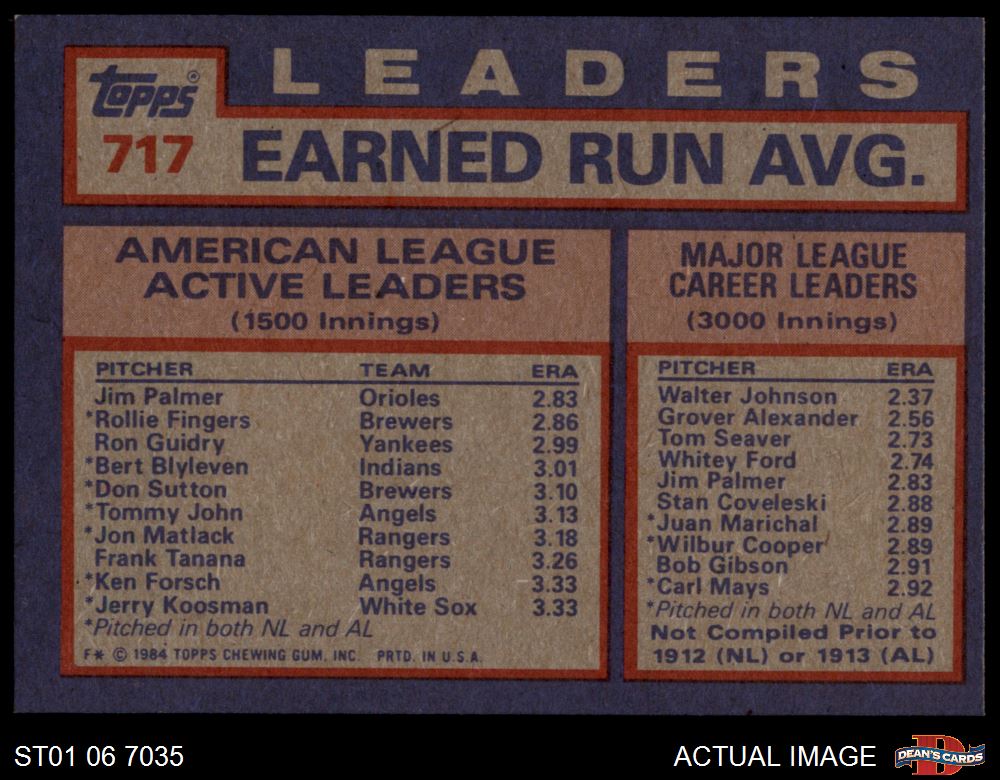 topps®
717
LEADERS
EARNED RUN AVG.
AMERICAN LEAGUE
ACTIVE LEADERS
(1500 Innings)
PITCHER TEAM ERA
Jim Palmer Orioles 2.83
*Rollie Fingers Brewers 2.86
Ron Guidry Yankees 2.99
*Bert Blyleven Indians 3.01
*Don Sutton Brewers 3.10
*Tommy John Angels 3.13
*Jon Matlack Rangers 3.18
Frank Tanana Rangers 3.26
*Ken Forsch Angels 3.33
*Jerry Koosman White Sox 3.33
*Pitched in both NL and AL
F* © 1984 TOPPS CHEWING GUM, INC. PRTD. IN U.S.A.
MAJOR LEAGUE
CAREER LEADERS
(3000 Innings)
PITCHER ERA
Walter Johnson 2.37
Grover Alexander 2.56
Tom Seaver 2.73
Whitey Ford 2.74
Jim Palmer 2.83
Stan Coveleski 2.88
*Juan Marichal 2.89
*Wilbur Cooper 2.89
Bob Gibson 2.91
*Carl Mays 2.92
*Pitched in both NL and AL
Not Compiled Prior to
1912 (NL) or 1913 (AL)
ST01 06 7035
ACTUAL IMAGE
D
DEAN'S CARDS